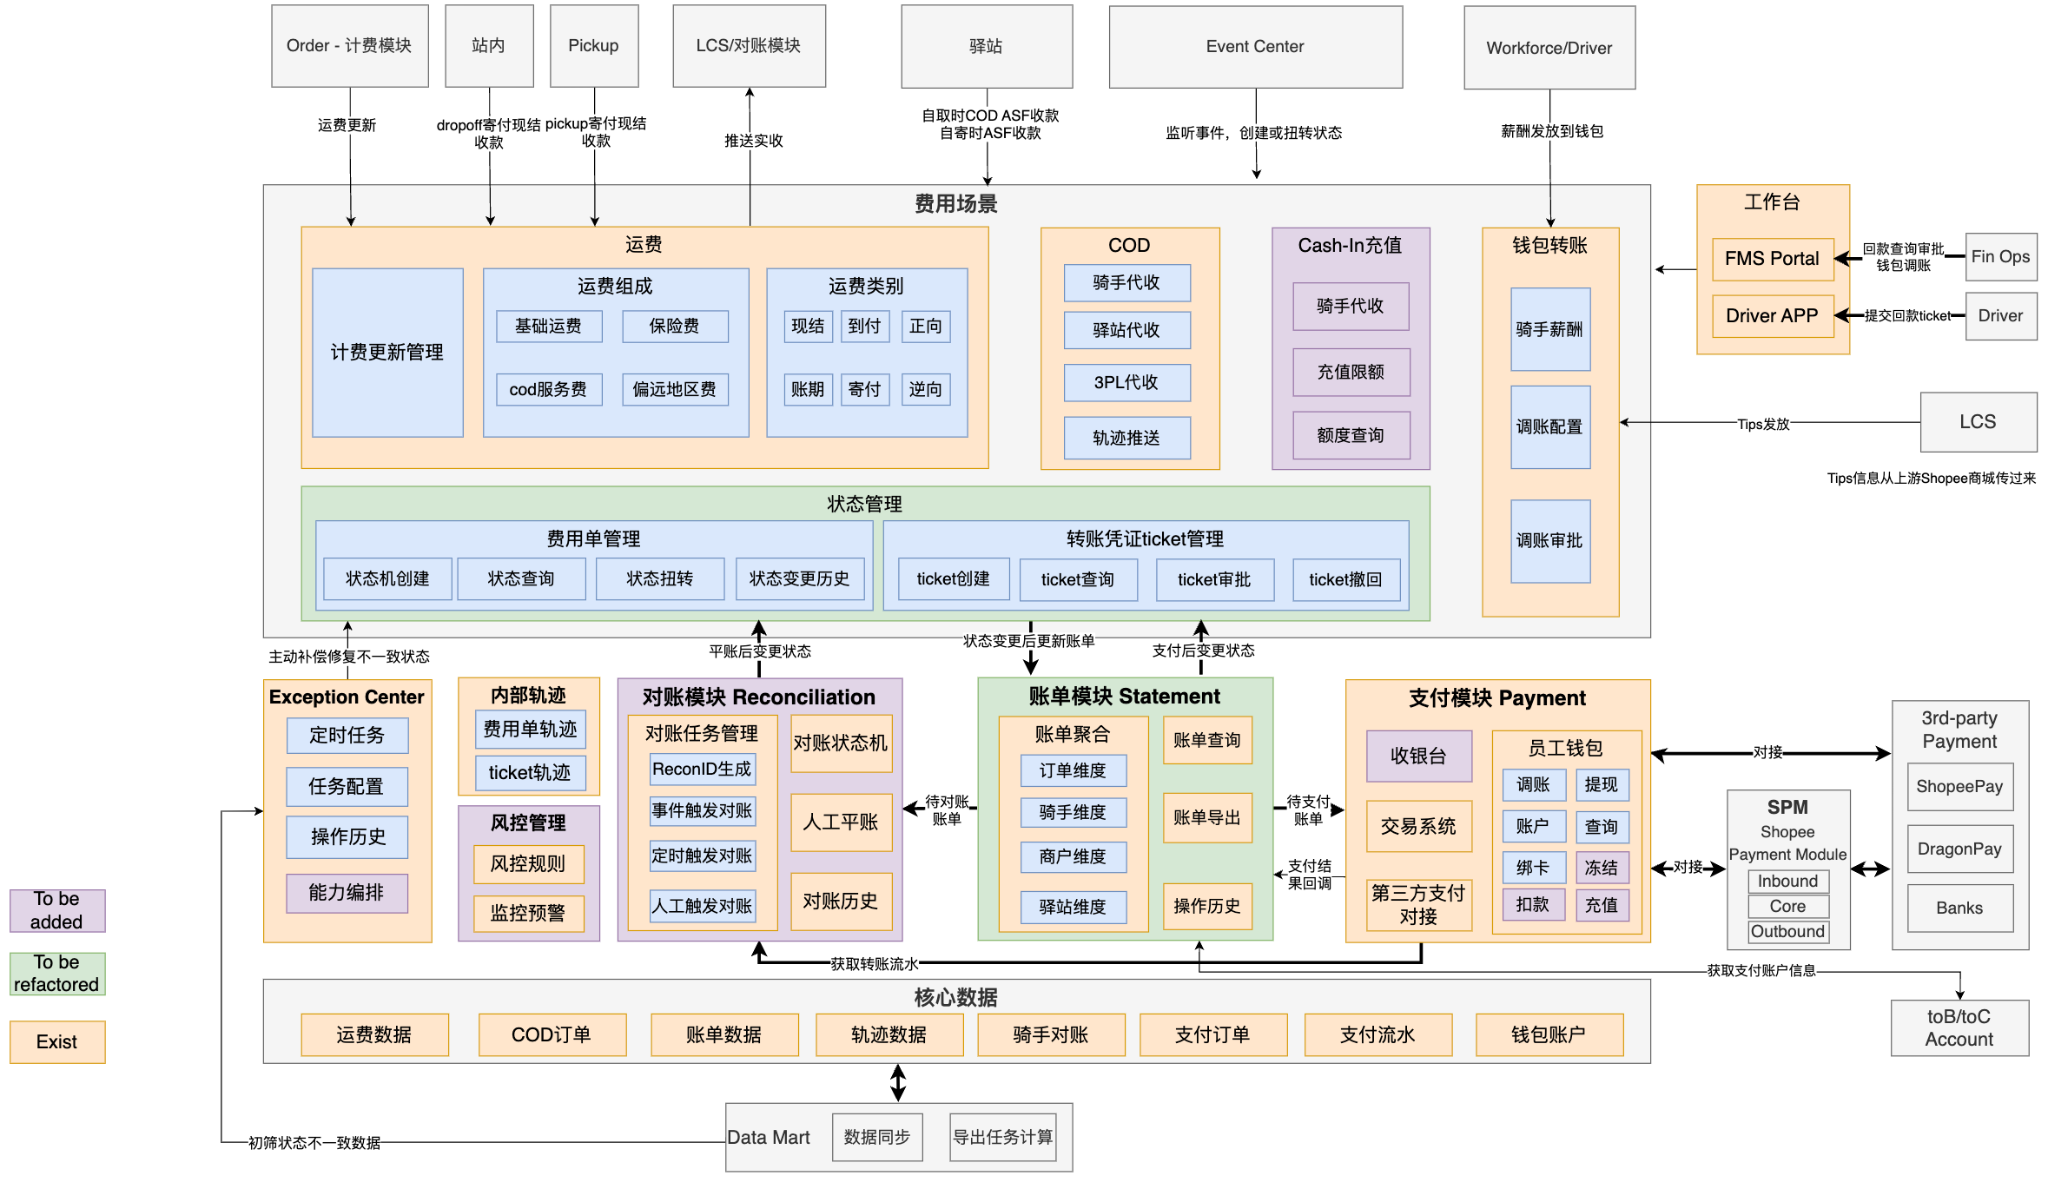 Order - 计费模块
站内
Pickup
LCS/对账模块
驿站
Event Center
Workforce/Driver
运费更新
dropoff寄付现结
收款
pickup寄付现结
收款
推送实收
自取时COD ASF收款
自寄时ASF收款
监听事件，创建或扭转状态
薪酬发放到钱包
费用场景
运费
计费更新管理
运费组成
基础运费
保险费
cod服务费
偏远地区费
运费类别
现结
到付
正向
账期
寄付
逆向
COD
骑手代收
驿站代收
3PL代收
轨迹推送
Cash-In充值
骑手代收
充值限额
额度查询
钱包转账
骑手薪酬
调账配置
调账审批
工作台
FMS Portal
Driver APP
回款查询审批
钱包调账
提交回款ticket
Fin Ops
Driver
Tips发放
LCS
Tips信息从上游Shopee商城传过来
状态管理
费用单管理
状态机创建
状态查询
状态扭转
状态变更历史
转账凭证ticket管理
ticket创建
ticket查询
ticket审批
ticket撤回
主动补偿修复不一致状态
平账后变更状态
状态变更后更新账单
支付后变更状态
Exception Center
定时任务
任务配置
操作历史
能力编排
内部轨迹
费用单轨迹
ticket轨迹
风控管理
风控规则
监控预警
对账模块 Reconciliation
对账任务管理
ReconID生成
事件触发对账
定时触发对账
人工触发对账
对账状态机
人工平账
对账历史
待对账
账单
账单模块 Statement
账单聚合
订单维度
骑手维度
商户维度
驿站维度
账单查询
账单导出
操作历史
待支付
账单
支付结
果回调
支付模块 Payment
收银台
交易系统
第三方支付
对接
员工钱包
调账
提现
账户
查询
绑卡
冻结
扣款
充值
对接
对接
SPM
Shopee
Payment Module
Inbound
Core
Outbound
3rd-party
Payment
ShopeePay
DragonPay
Banks
获取转账流水
获取支付账户信息
toB/toC
Account
To be
added
To be
refactored
Exist
核心数据
运费数据
COD订单
账单数据
轨迹数据
骑手对账
支付订单
支付流水
钱包账户
初筛状态不一致数据
Data Mart
数据同步
导出任务计算